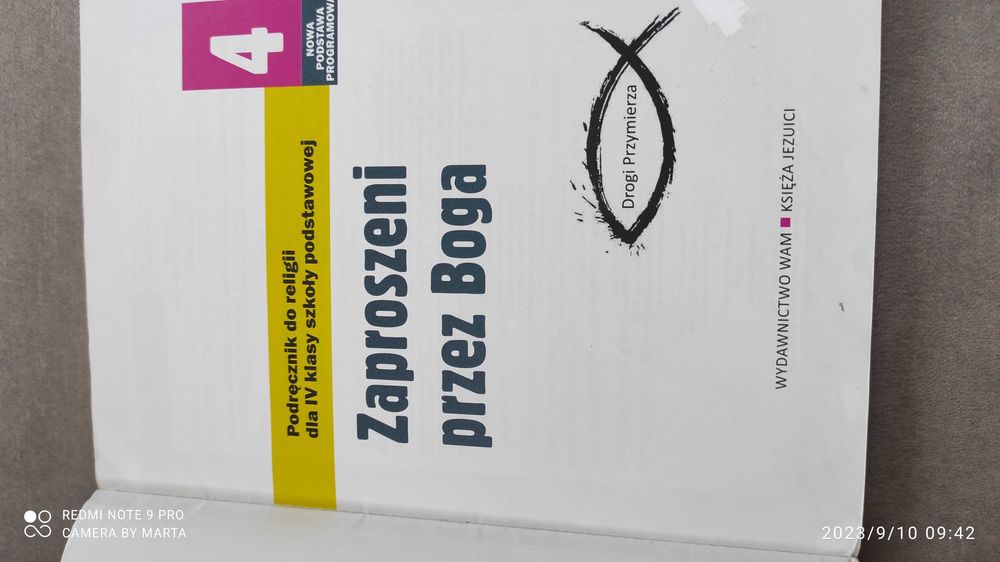 4
NOWA
PODSTAWA
PROGRAMOWA
Podręcznik do religii
dla IV klasy szkoły podstawowej
Zaproszeni
przez Boga
Drogi Przymierza
WYDAWNICTWO WAM ■ KSIĘŻA JEZUICI
REDMI NOTE 9 PRO
CAMERA BY MARTA
2023/9/10 09:42